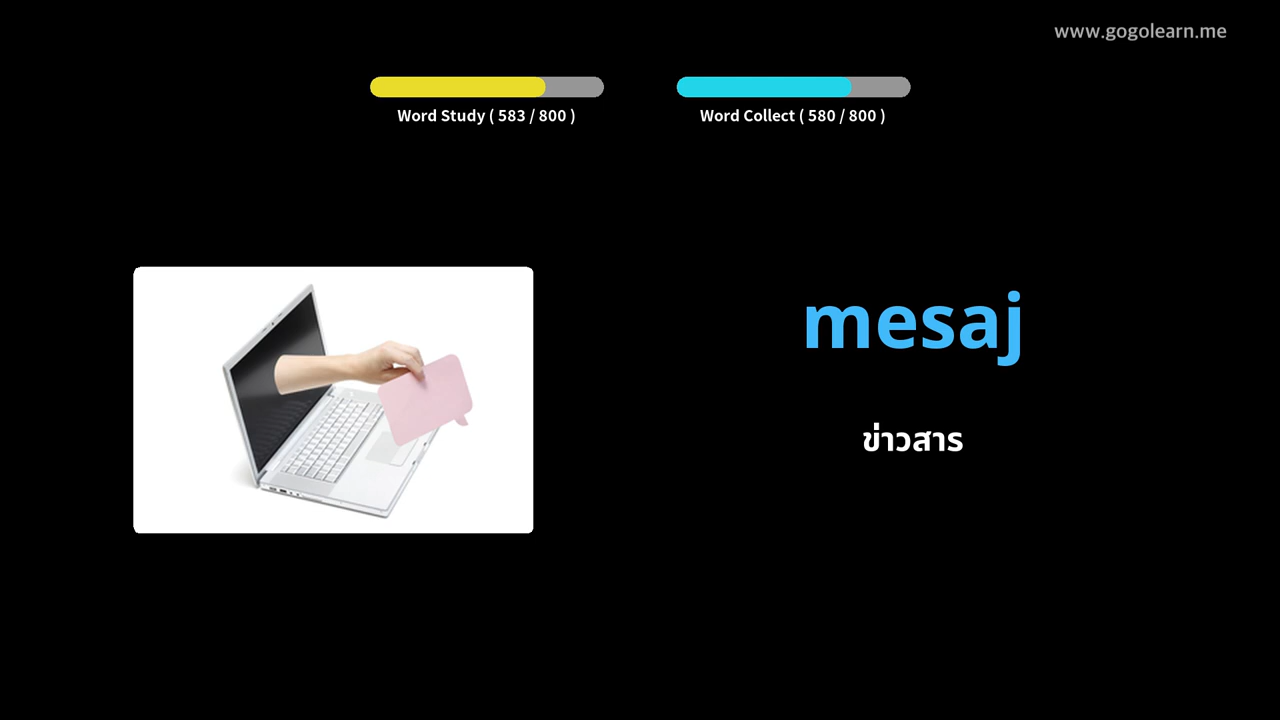 www.gogolearn.me
Word Study ( 583 / 800 )
Word Collect ( 580 / 800 )
mesaj
ข่าวสาร